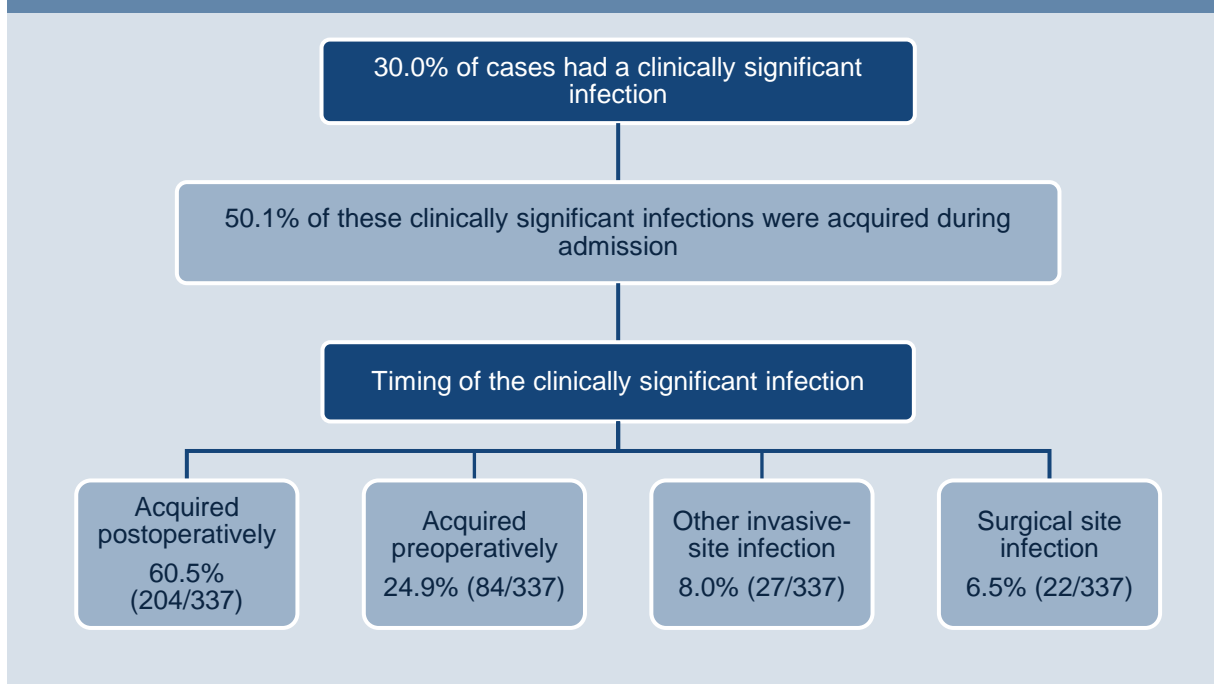 30.0% of cases had a clinically significant
infection
50.1% of these clinically significant infections were acquired during
admission
Timing of the clinically significant infection
Acquired
postoperatively
60.5%
(204/337)
Acquired
preoperatively
24.9% (84/337)
Other invasive-
site infection
8.0% (27/337)
Surgical site
infection
6.5% (22/337)